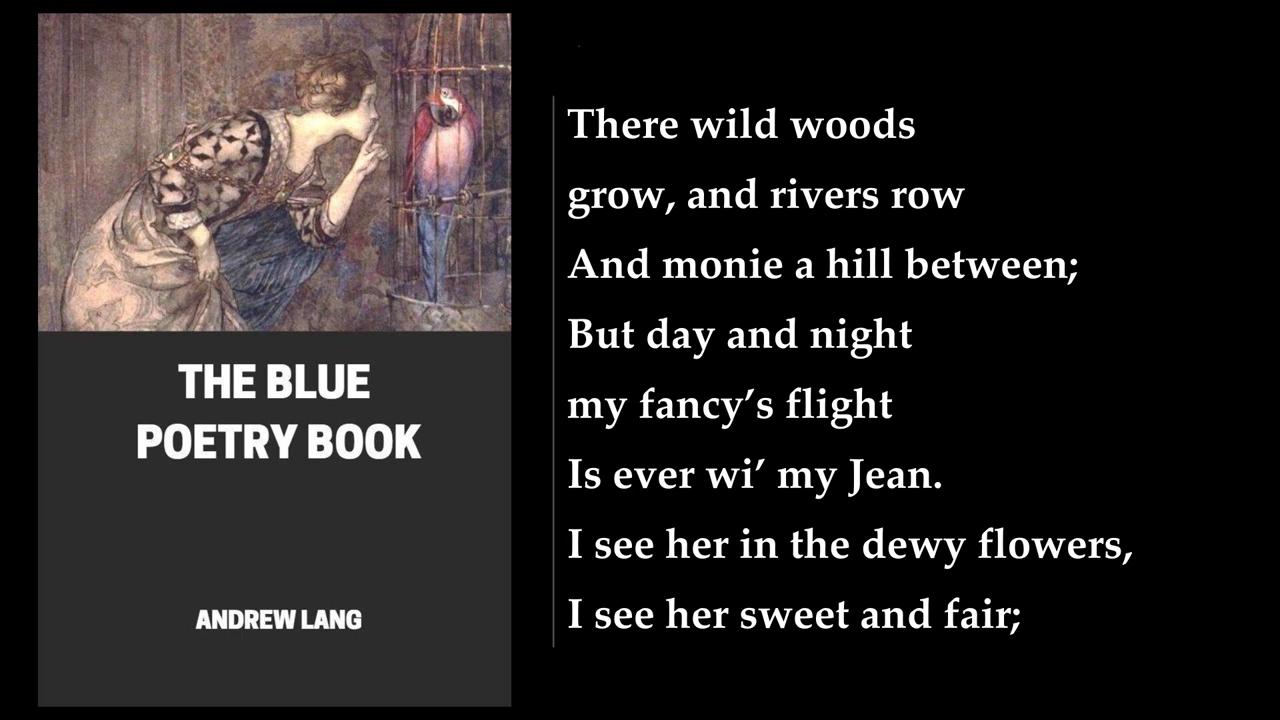 THE BLUE
POETRY BOOK
ANDREW LANG
There wild woods
grow, and rivers row
And monie a hill between;
But day and night
my fancy’s flight
Is ever wi’ my Jean.
I see her in the dewy flowers,
I see her sweet and fair;